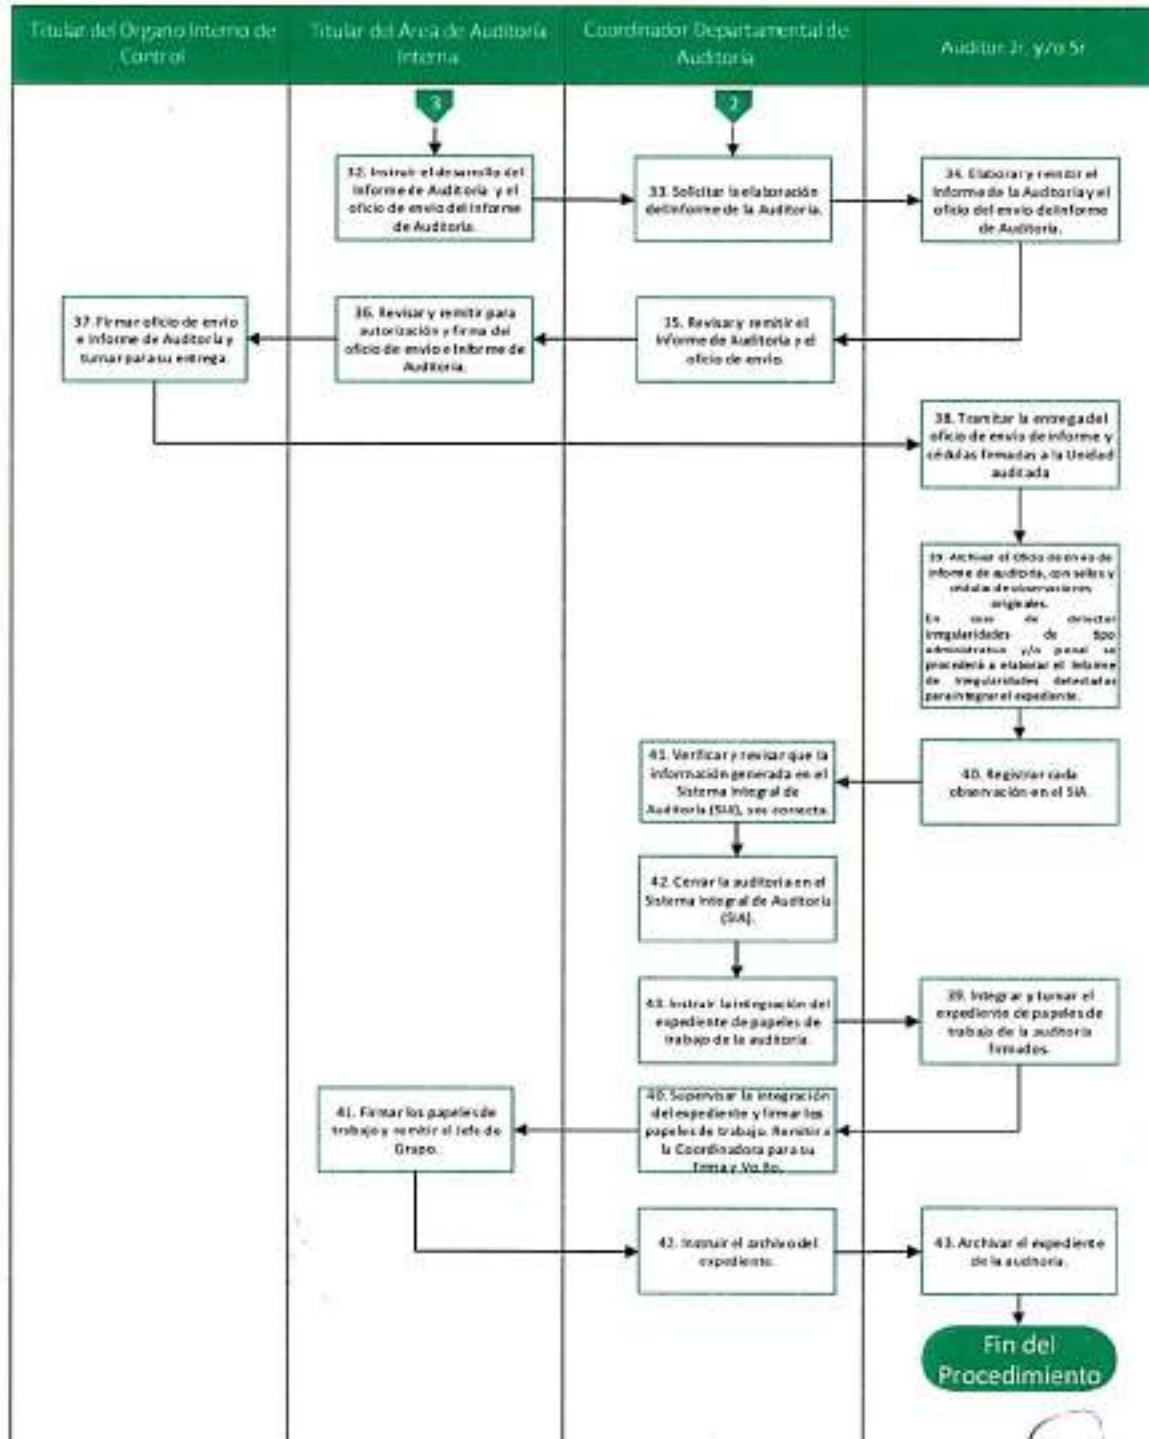 Titular del Organo Interno de
Control
Titular del Área de Auditoría
Interna
Coordinador Departamental de
Auditoría
Auditor Jr. y/o Sr
3
2
32. Instruir el desarrollo del
Informe de Auditoría y el
oficio de envío del Informe
de Auditoría.
33. Solicitar la elaboración
del informe de la Auditoría.
34. Elaborar y remitir el
Informe de la Auditoría y el
oficio del envío del informe
de Auditoría.
37. Firmar oficio de envío
e Informe de Auditoría y
turnar para su entrega.
36. Revisar y remitir para
autorización y firma del
oficio de envío e Informe de
Auditoría.
35. Revisar y remitir el
Informe de Auditoría y el
oficio de envío.
38. Tramitar la entrega del
oficio de envío de informe y
cédulas firmadas a la Unidad
auditada
39. Archivar el Oficio de envío de
informe de auditoría, con sellos y
cédulas de observaciones
originales.
En caso de detectar
irregularidades de tipo
administrativo y/o penal se
procederá a elaborar el Informe
de irregularidades detectadas
para integrar el expediente.
41. Verificar y revisar que la
información generada en el
Sistema Integral de
Auditoría (SIA), sea correcta.
40. Registrar cada
observación en el SIA.
42. Cerrar la auditoría en el
Sistema Integral de Auditoría
(SIA).
43. Instruir la integración del
expediente de papeles de
trabajo de la auditoría.
39. Integrar y turnar el
expediente de papeles de
trabajo de la auditoría
firmados.
41. Firmar los papeles de
trabajo y remitir al Jefe de
Grupo.
40. Supervisar la integración
del expediente y firmar los
papeles de trabajo. Remitir a
la Coordinadora para su
firma y Vo.Bo.
42. Instruir el archivo del
expediente.
43. Archivar el expediente
de la auditoría.
Fin del
Procedimiento